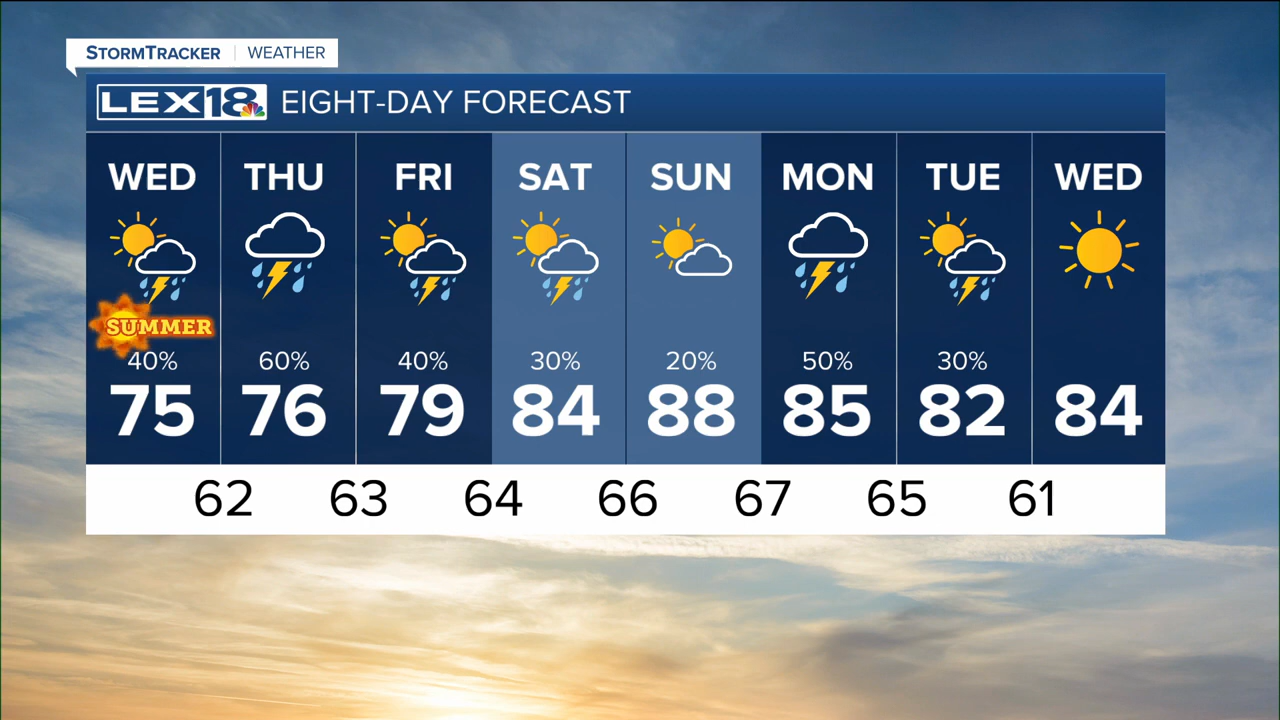 STORMTRACKER | WEATHER
LEX18 EIGHT-DAY FORECAST
WED THU FRI SAT SUN MON TUE WED
SUMMER
40% 60% 40% 30% 20% 50% 30%
75 76 79 84 88 85 82 84
62 63 64 66 67 65 61